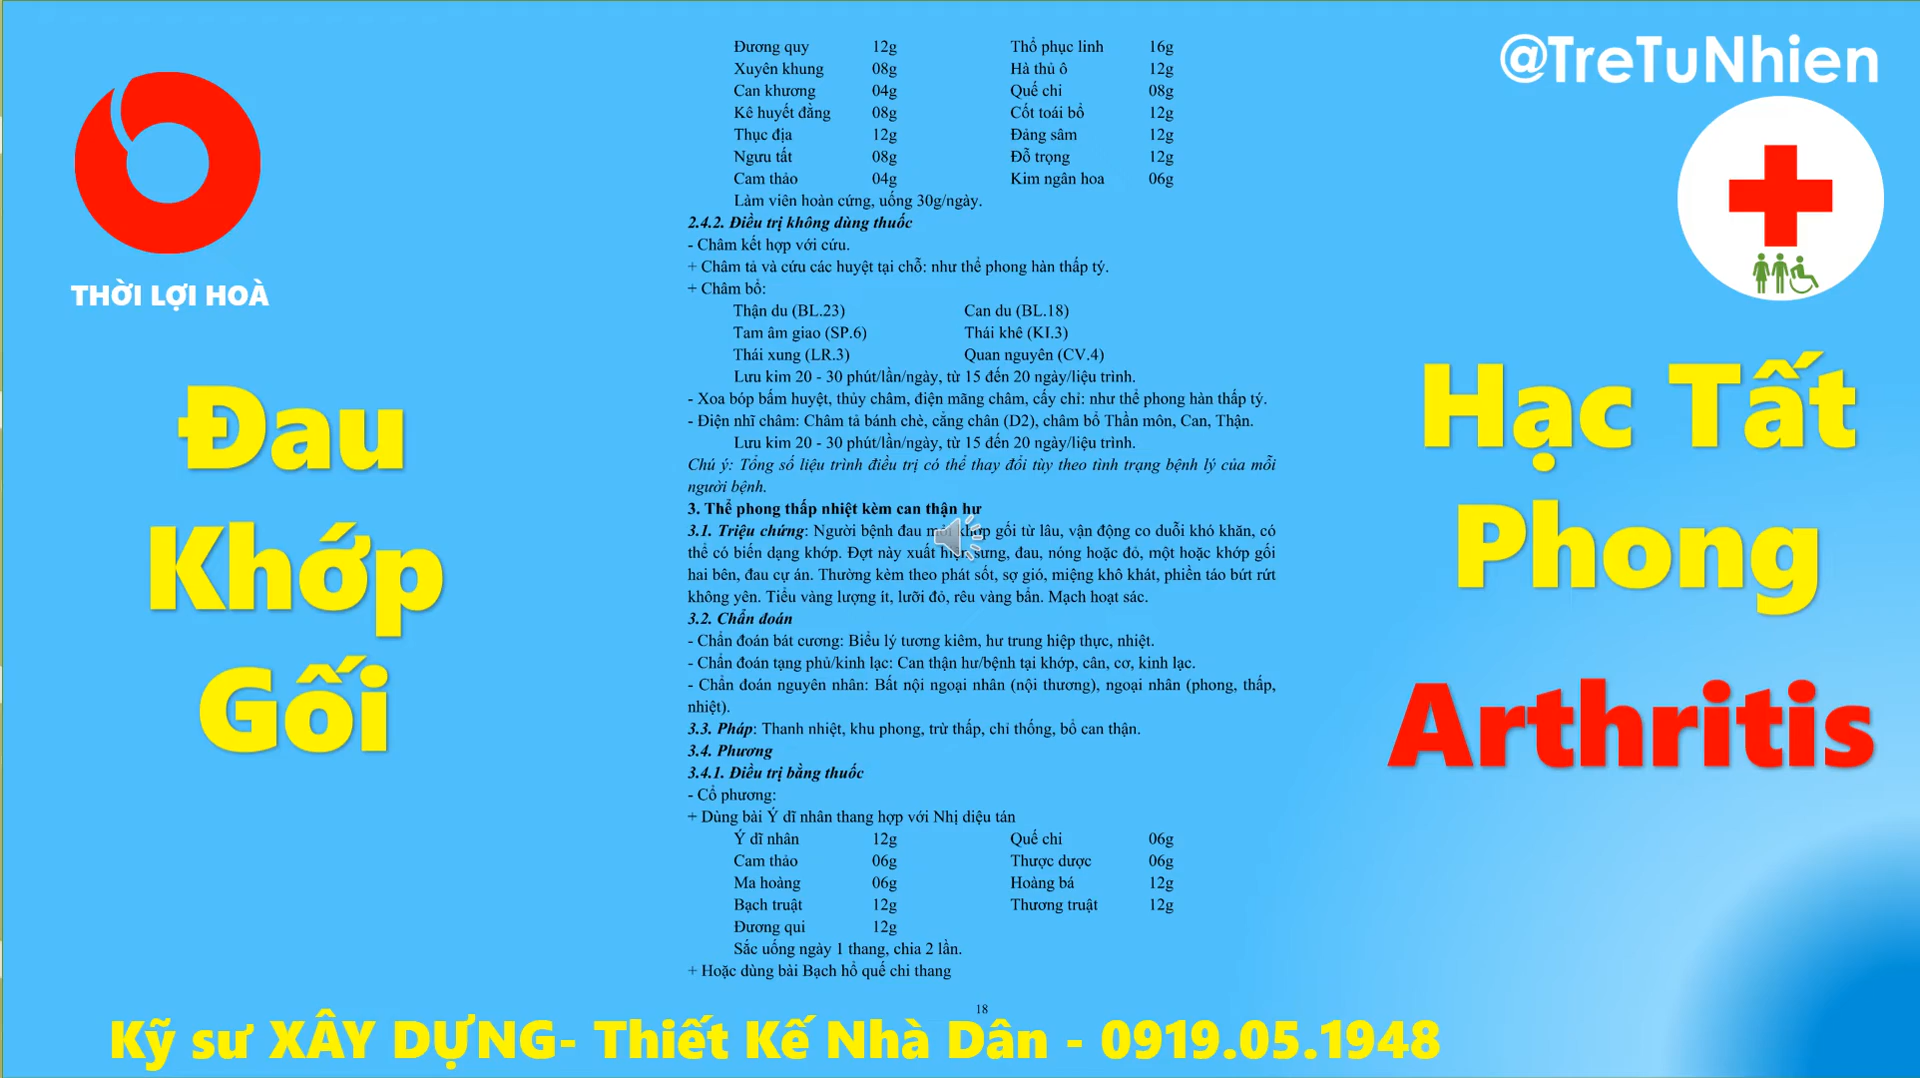 @TreTuNhien
THỜI LỢI HOÀ
Đau
Khớp
Gối
Đương quy 12g Thổ phục linh 16g
Xuyên khung 08g Hà thủ ô 12g
Can khương 04g Quế chi 08g
Kê huyết đằng 08g Cốt toái bổ 12g
Thục địa 12g Đảng sâm 12g
Ngưu tất 08g Đỗ trọng 12g
Cam thảo 04g Kim ngân hoa 06g
Làm viên hoàn cứng, uống 30g/ngày.
2.4.2. Điều trị không dùng thuốc
- Châm kết hợp với cứu.
+ Châm tả và cứu các huyệt tại chỗ: như thể phong hàn thấp tý.
+ Châm bổ:
Thận du (BL.23) Can du (BL.18)
Tam âm giao (SP.6) Thái khê (KI.3)
Thái xung (LR.3) Quan nguyên (CV.4)
Lưu kim 20 - 30 phút/lần/ngày, từ 15 đến 20 ngày/liệu trình.
- Xoa bóp bấm huyệt, thủy châm, điện mãng châm, cấy chỉ: như thể phong hàn thấp tý.
- Điện nhĩ châm: Châm tả bánh chè, cẳng chân (D2), châm bổ Thần môn, Can, Thận.
Lưu kim 20 - 30 phút/lần/ngày, từ 15 đến 20 ngày/liệu trình.
Chú ý: Tổng số liệu trình điều trị có thể thay đổi tùy theo tình trạng bệnh lý của mỗi
người bệnh.
3. Thể phong thấp nhiệt kèm can thận hư
3.1. Triệu chứng: Người bệnh đau mỏi khớp gối từ lâu, vận động co duỗi khó khăn, có
thể có biến dạng khớp. Đợt này xuất hiện sưng, đau, nóng hoặc đỏ, một hoặc khớp gối
hai bên, đau cự án. Thường kèm theo phát sốt, sợ gió, miệng khô khát, phiền táo bứt rứt
không yên. Tiểu vàng lượng ít, lưỡi đỏ, rêu vàng bẩn. Mạch hoạt sác.
3.2. Chẩn đoán
- Chẩn đoán bát cương: Biểu lý tương kiêm, hư trung hiệp thực, nhiệt.
- Chẩn đoán tạng phủ/kinh lạc: Can thận hư/bệnh tại khớp, cân, cơ, kinh lạc.
- Chẩn đoán nguyên nhân: Bất nội ngoại nhân (nội thương), ngoại nhân (phong, thấp,
nhiệt).
3.3. Pháp: Thanh nhiệt, khu phong, trừ thấp, chỉ thống, bổ can thận.
3.4. Phương
3.4.1. Điều trị bằng thuốc
- Cổ phương:
+ Dùng bài Ý dĩ nhân thang hợp với Nhị diệu tán
Ý dĩ nhân 12g Quế chi 06g
Cam thảo 06g Thược dược 06g
Ma hoàng 06g Hoàng bá 12g
Bạch truật 12g Thương truật 12g
Đương qui 12g
Sắc uống ngày 1 thang, chia 2 lần.
+ Hoặc dùng bài Bạch hổ quế chi thang
18
Hạc Tất
Phong
Arthritis
Kỹ sư XÂY DỰNG- Thiết Kế Nhà Dân - 0919.05.1948